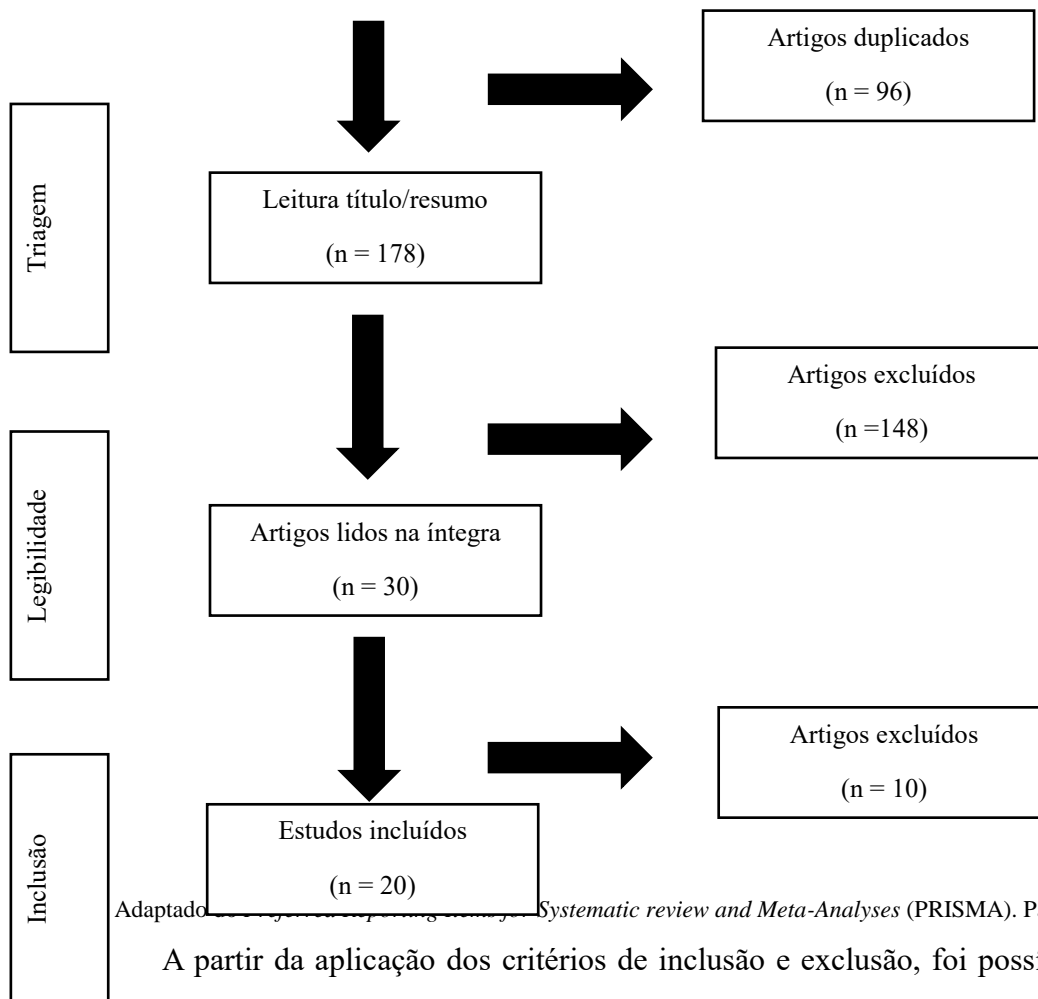 Artigos duplicados
(n = 96)
Triagem
Leitura título/resumo
(n = 178)
Artigos excluídos
(n =148)
Legibilidade
Artigos lidos na íntegra
(n = 30)
Artigos excluídos
(n = 10)
Inclusão
Estudos incluídos
(n = 20)
Adaptado Systematic review and Meta-Analyses (PRISMA). P
A partir da aplicação dos critérios de inclusão e exclusão, foi possi